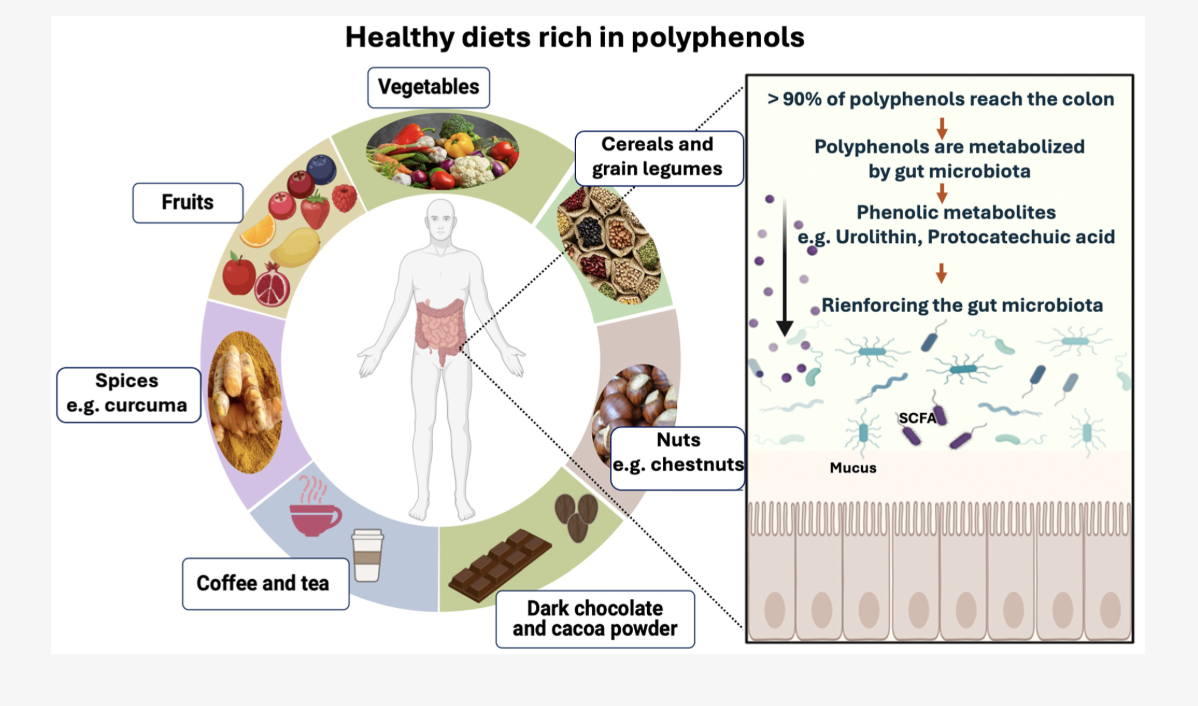 Healthy diets rich in polyphenols
Vegetables
Cereals and
grain legumes
Fruits
Spices
e.g. curcuma
Nuts
e.g. chestnuts
Coffee and tea
Dark chocolate
and cacoa powder
> 90% of polyphenols reach the colon
Polyphenols are metabolized
by gut microbiota
Phenolic metabolites
e.g. Urolithin, Protocatechuic acid
Rienforcing the gut microbiota
SCFA
Mucus